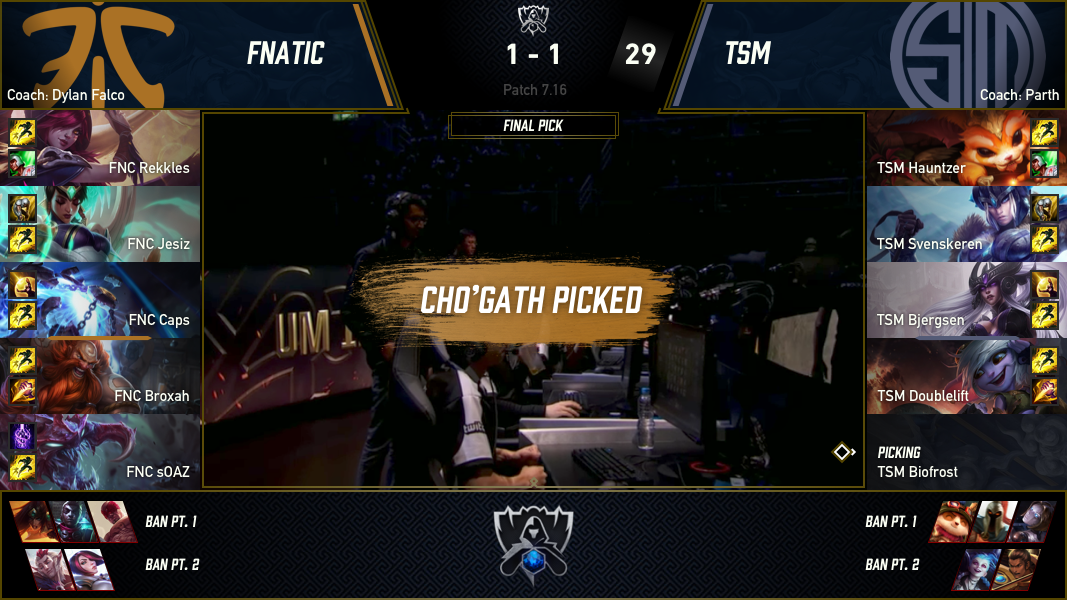 FNATIC
1 - 1
29
TSM
Coach: Dylan Falco
Patch 7.16
Coach: Parth
FINAL PICK
FNC Rekkles
TSM Hauntzer
FNC Jesiz
TSM Svenskeren
CHO'GATH PICKED
FNC Caps
TSM Bjergsen
FNC Broxah
TSM Doublelift
twitch
PICKING
FNC sOAZ
TSM Biofrost
BAN PT. 1
BAN PT. 1
BAN PT. 2
BAN PT. 2